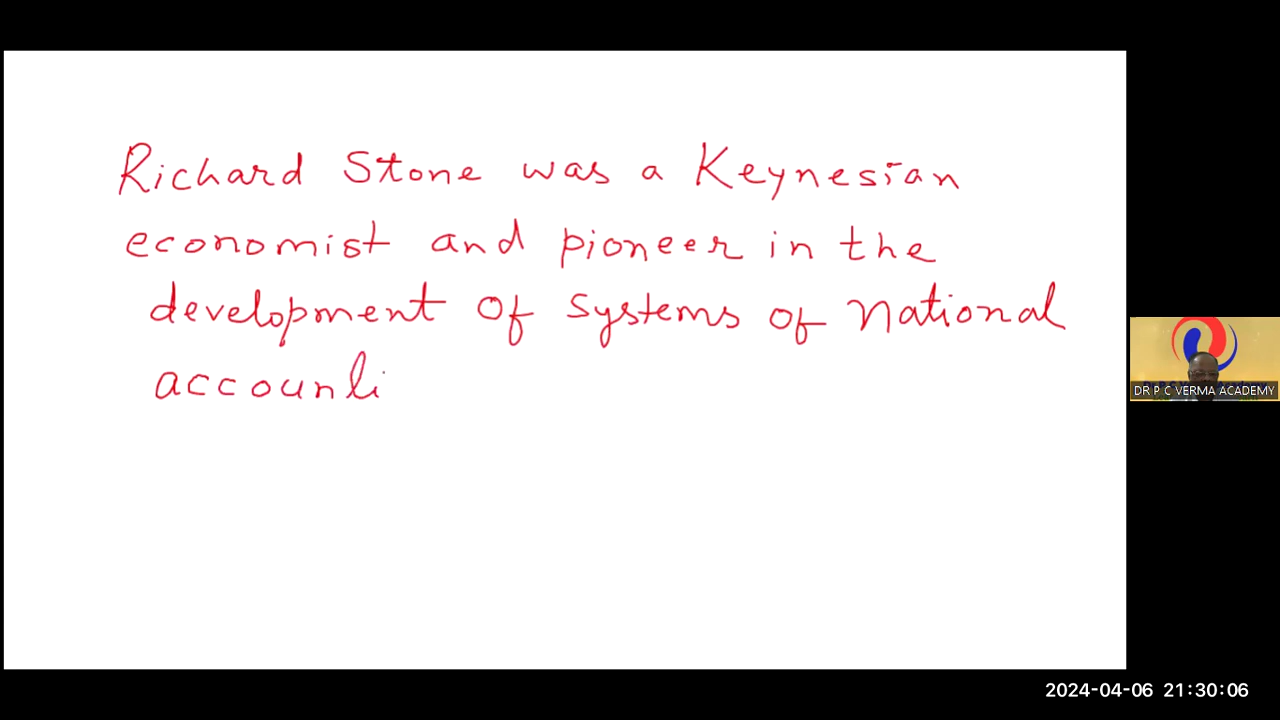 Richard Stone was a Keynesian
economist and pioneer in the
development of systems of national
accounti
DR P C VERMA ACADEMY
2024-04-06 21:30:06